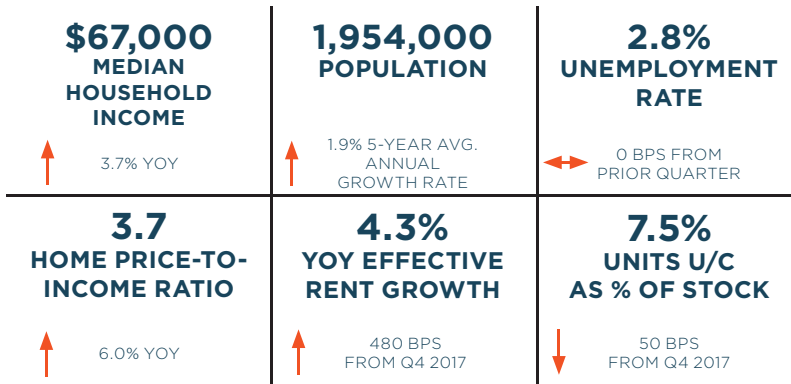 $67,000
MEDIAN
HOUSEHOLD
INCOME
3.7% YOY
1,954,000
POPULATION
1.9% 5-YEAR AVG.
ANNUAL
GROWTH RATE
2.8%
UNEMPLOYMENT
RATE
0 BPS FROM
PRIOR QUARTER
3.7
HOME PRICE-TO-
INCOME RATIO
6.0% YOY
4.3%
YOY EFFECTIVE
RENT GROWTH
480 BPS
FROM Q4 2017
7.5%
UNITS U/C
AS % OF STOCK
50 BPS
FROM Q4 2017